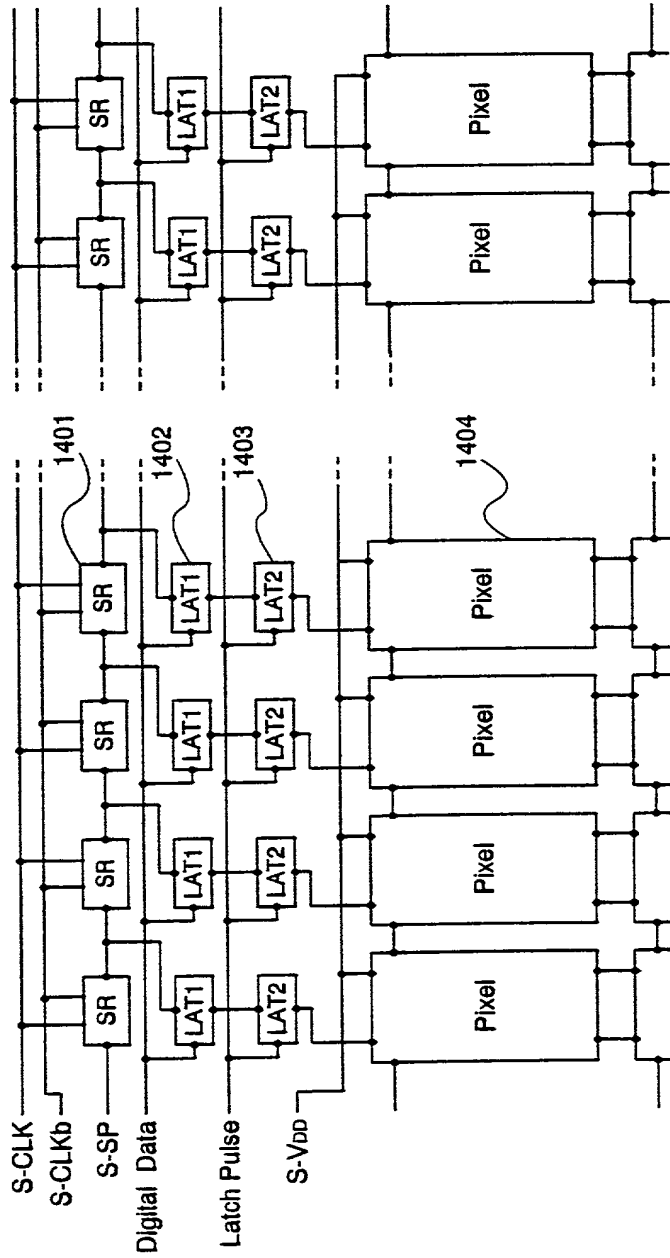 S-CLK
S-CLKb
S-SP
Digital Data
Latch Pulse
S-VDD
SR SR SR SR SR SR
LAT1 LAT1 LAT1 LAT1 LAT1 LAT1
LAT2 LAT2 LAT2 LAT2 LAT2 LAT2
Pixel Pixel Pixel Pixel Pixel Pixel
1401
1402
1403
1404